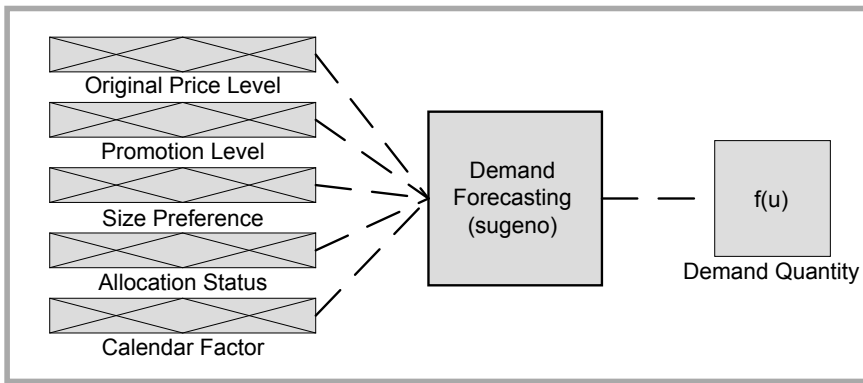 Original Price Level
Promotion Level
Size Preference
Allocation Status
Calendar Factor
Demand
Forecasting
(sugeno)
f(u)
Demand Quantity